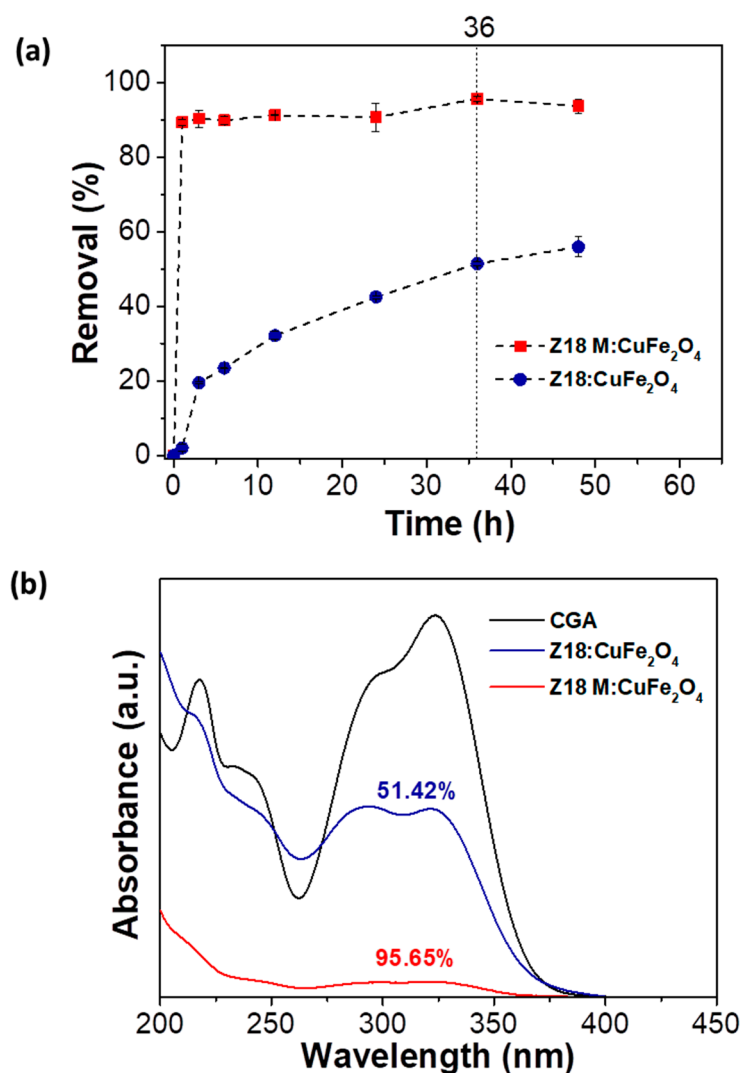 36
(a)
100
80
60
40
20
0
Removal (%)
Z18 M:CuFe₂O₄
Z18:CuFe₂O₄
0 10 20 30 40 50 60
Time (h)
(b)
CGA
Z18:CuFe₂O₄
Z18 M:CuFe₂O₄
Absorbance (a.u.)
51.42%
95.65%
200 250 300 350 400 450
Wavelength (nm)